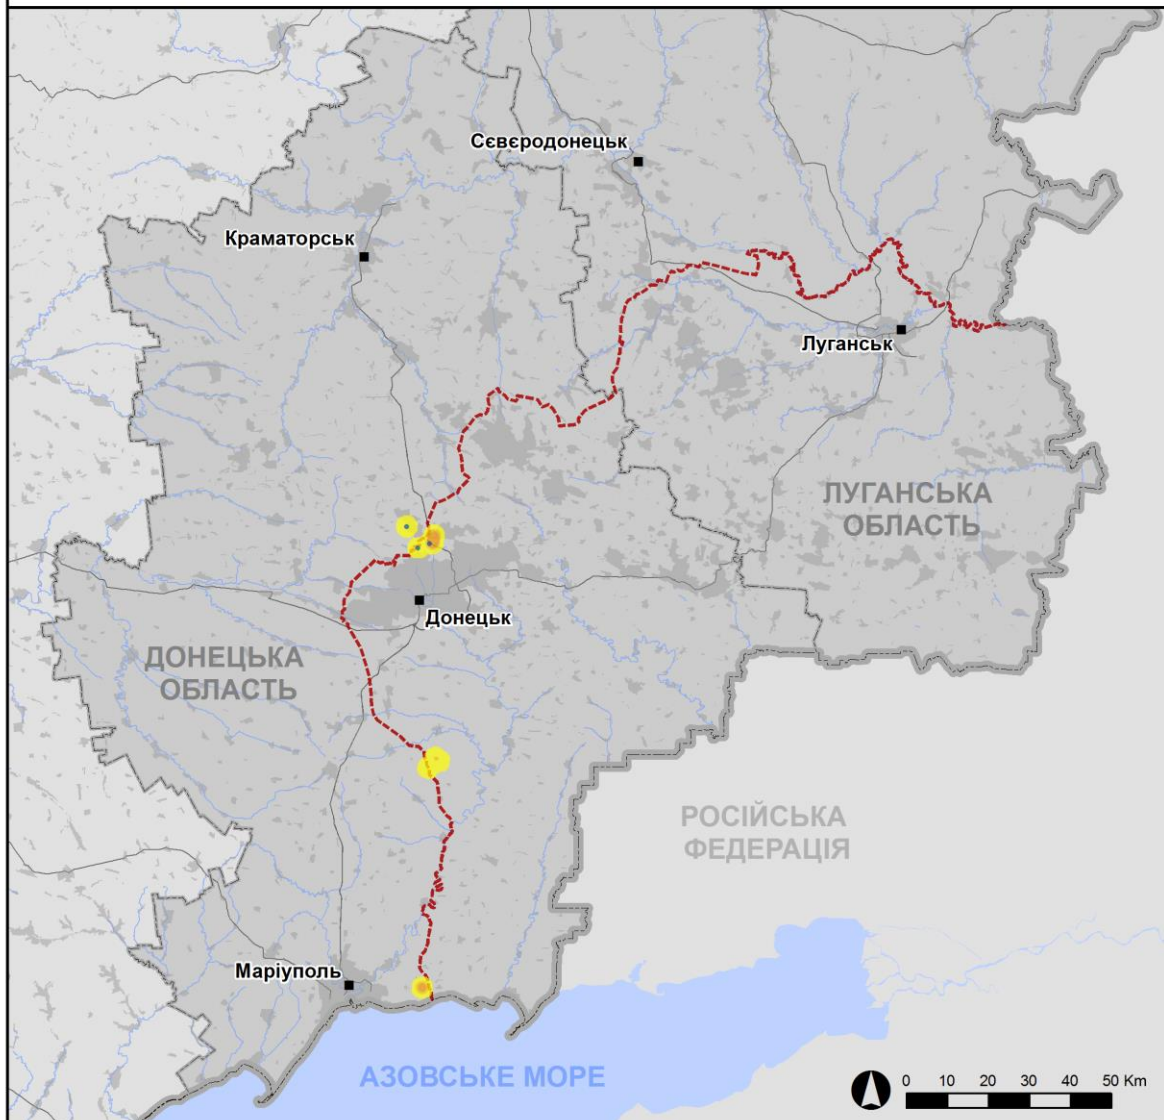 Сєвєродонецьк
Краматорськ
Луганськ
ЛУГАНСЬКА
ОБЛАСТЬ
Донецьк
ДОНЕЦЬКА
ОБЛАСТЬ
РОСІЙСЬКА
ФЕДЕРАЦІЯ
Маріуполь
АЗОВСЬКЕ МОРЕ
0 10 20 30 40 50 Km